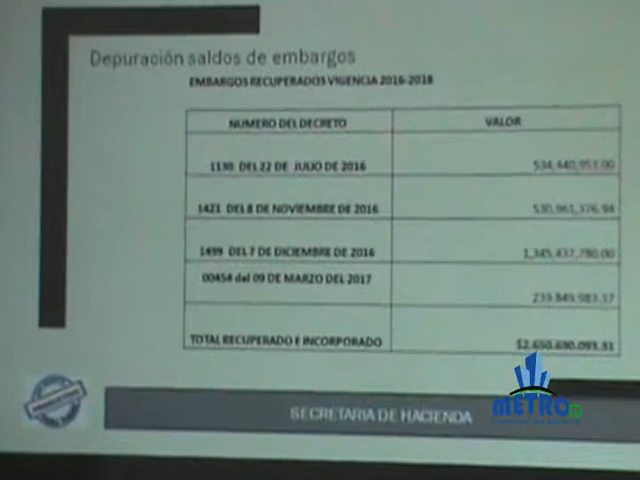 Depuración saldos de embargos
EMBARGOS RECUPERADOS VIGENCIA 2016-2018
NUMERO DEL DECRETO VALOR
1130 DEL 22 DE JULIO DE 2016 534,440,953.00
1421 DEL 8 DE NOVIEMBRE DE 2016 530,961,376.94
1499 DEL 7 DE DICIEMBRE DE 2016 1,345,437,780.00
00454 del 09 DE MARZO DEL 2017
239.849.983.37
TOTAL RECUPERADO E INCORPORADO $2.650.690.093.31
SECRETARIA DE HACIENDA
METRO